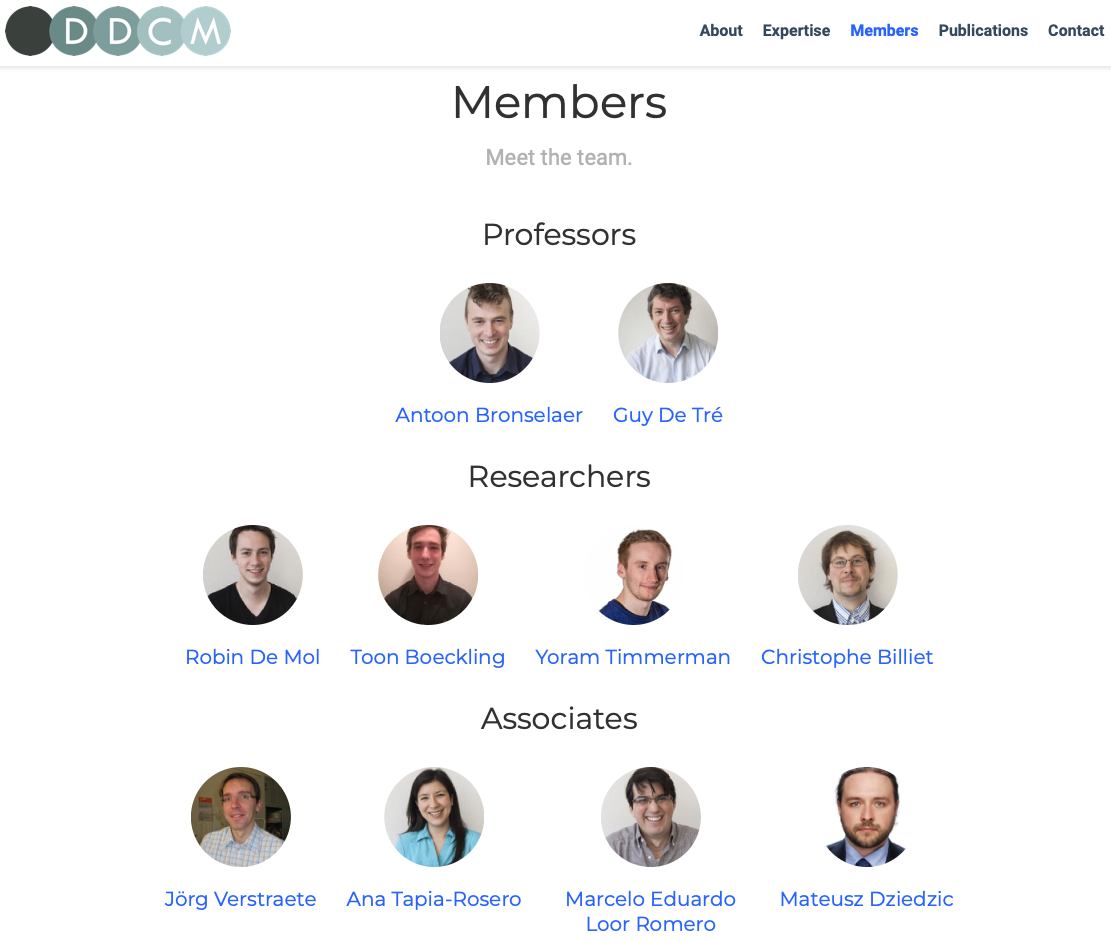 DDCM
About Expertise Members Publications Contact
Members
Meet the team.
Professors
Antoon Bronselaer Guy De Tré
Researchers
Robin De Mol Toon Boeckling Yoram Timmerman Christophe Billiet
Associates
Jörg Verstraete Ana Tapia-Rosero Marcelo Eduardo Mateusz Dziedzic
Loor Romero